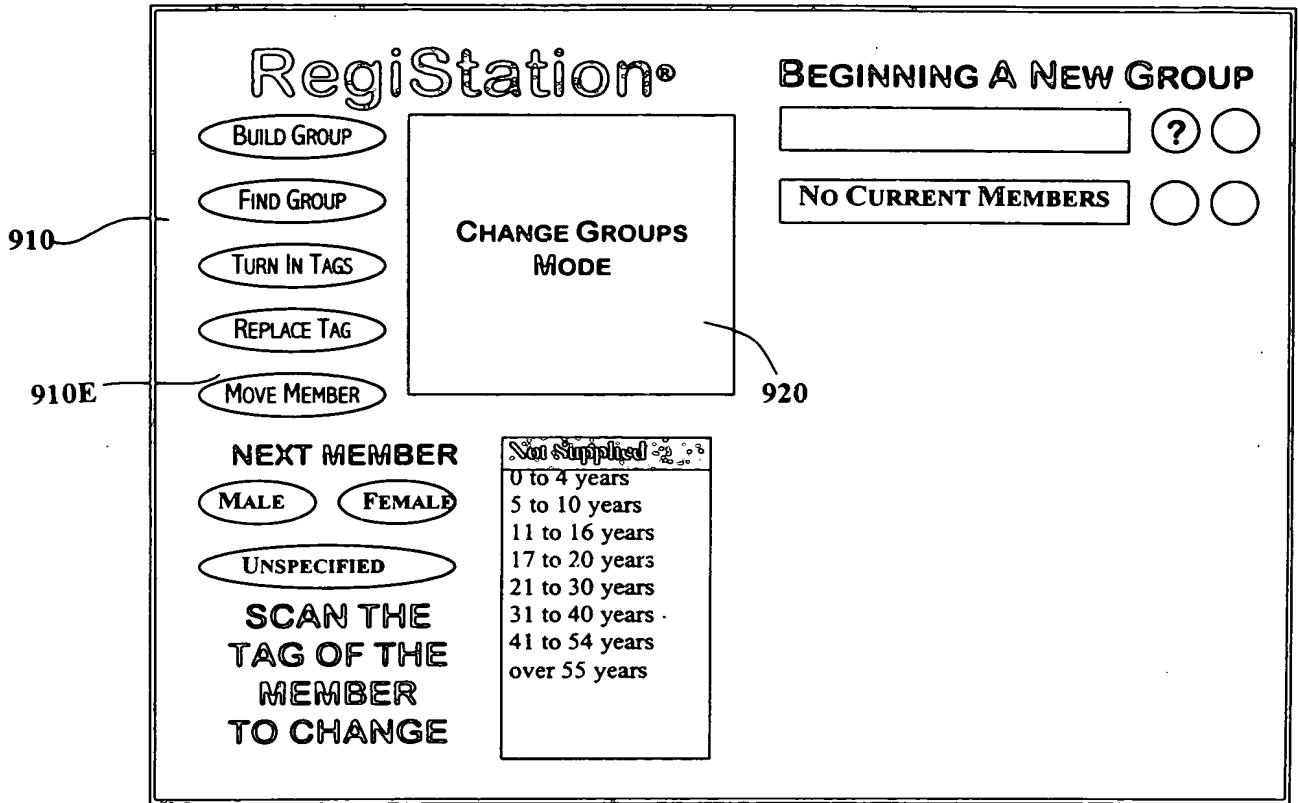 RegiStation®
BEGINNING A NEW GROUP
BUILD GROUP
?
FIND GROUP
NO CURRENT MEMBERS
910
CHANGE GROUPS
MODE
TURN IN TAGS
REPLACE TAG
910E
MOVE MEMBER
920
NEXT MEMBER
Not Supplied
MALE
FEMALE
0 to 4 years
5 to 10 years
11 to 16 years
17 to 20 years
UNSPECIFIED
21 to 30 years
31 to 40 years
41 to 54 years
over 55 years
SCAN THE
TAG OF THE
MEMBER
TO CHANGE